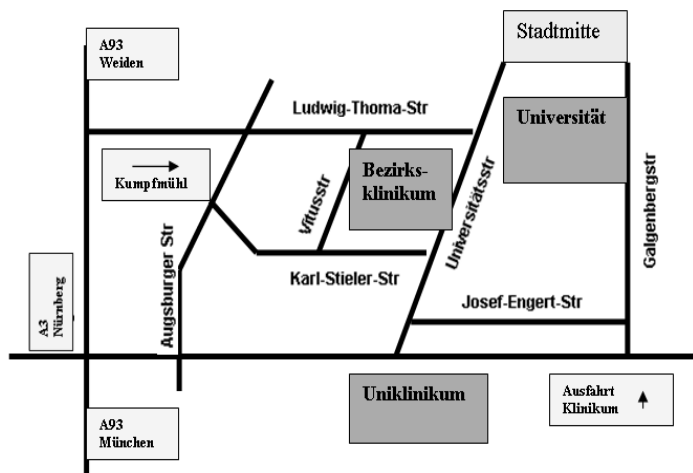 A93
Weiden
Stadtmitte
Ludwig-Thoma-Str
Universität
Kumpfmühl
Bezirks-
klinikum
Vitusstr
Universitätsstr
Galgenbergstr
Augsburger Str
Karl-Stieler-Str
A3
Nürnberg
Josef-Engert-Str
Uniklinikum
Ausfahrt
Klinikum
A93
München